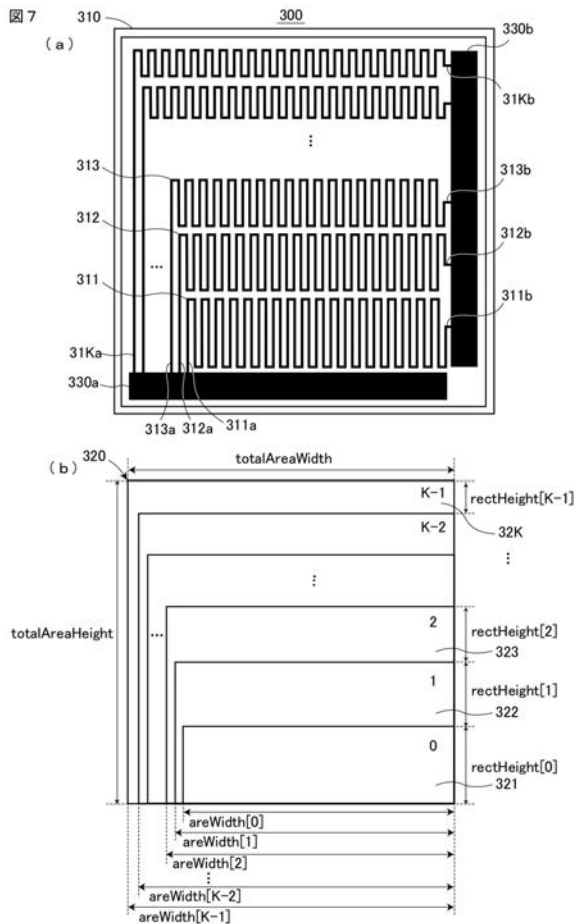 図7
300
(a)
310
330b
31Kb
⋮
313
313b
312
312b
…
311
311b
31Ka
330a
313a
312a
311a
(b)
320
totalAreaWidth
K-1
rectHeight[K-1]
K-2
32K
⋮
⋮
totalAreaHeight
…
2
rectHeight[2]
323
1
rectHeight[1]
322
0
rectHeight[0]
321
areWidth[0]
areWidth[1]
areWidth[2]
⋮
areWidth[K-2]
areWidth[K-1]